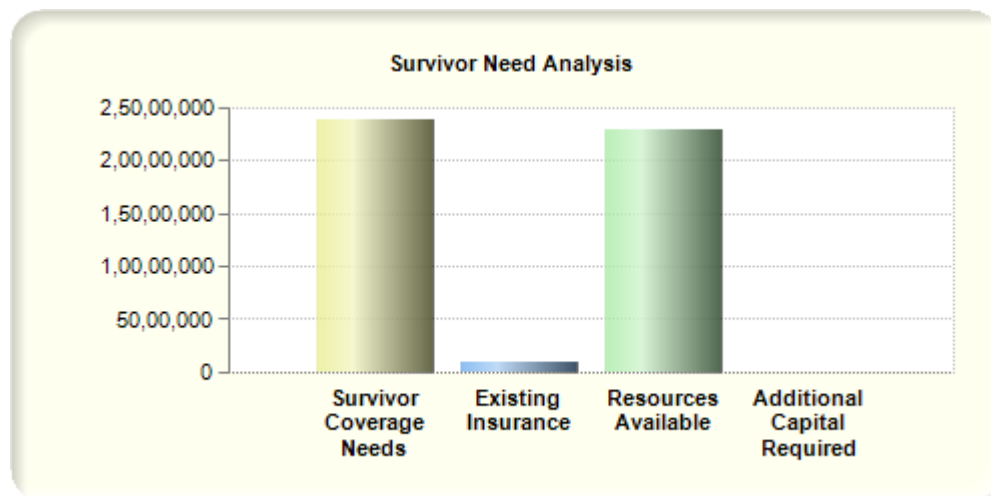 Survivor Need Analysis
2,50,00,000
2,00,00,000
1,50,00,000
1,00,00,000
50,00,000
0
Survivor
Coverage
Needs
Existing
Insurance
Resources
Available
Additional
Capital
Required